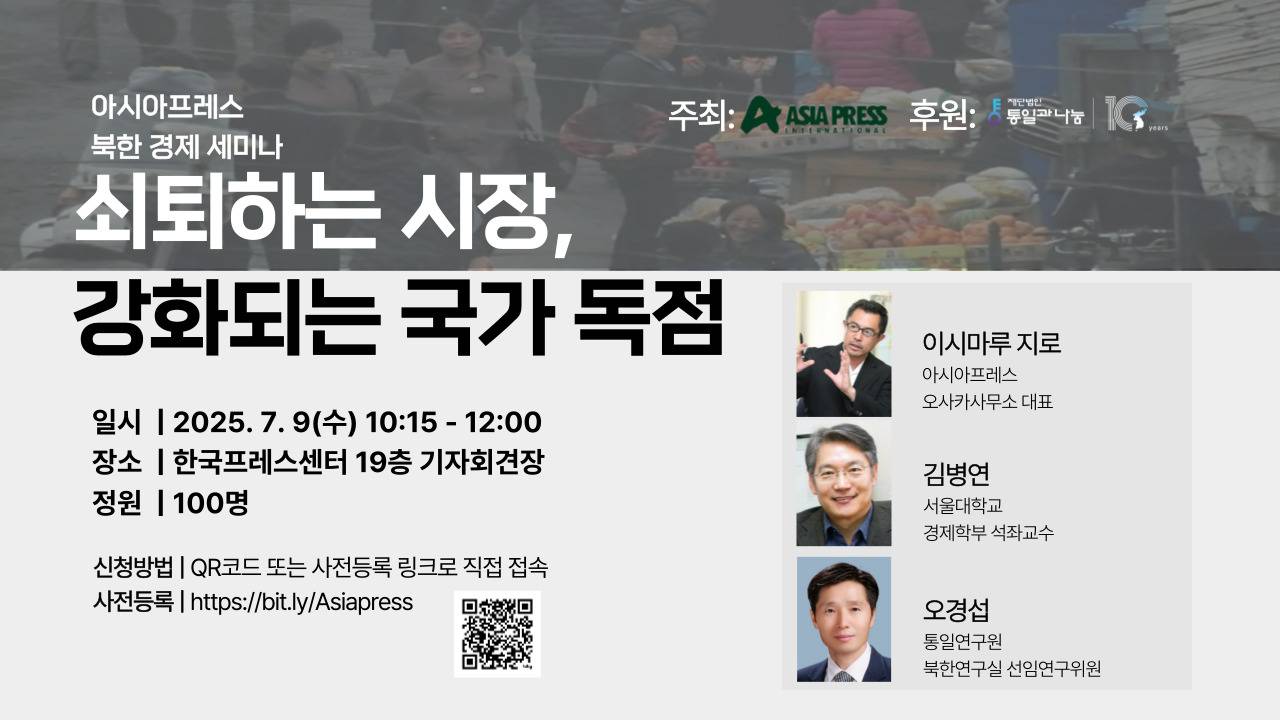 아시아프레스
북한 경제 세미나
주최: ASIA PRESS INTERNATIONAL 후원: 재단법인 통일과나눔 10 years
쇠퇴하는 시장,
강화되는 국가 독점
일시 | 2025. 7. 9(수) 10:15 - 12:00
장소 | 한국프레스센터 19층 기자회견장
정원 | 100명
신청방법 | QR코드 또는 사전등록 링크로 직접 접속
사전등록 | https://bit.ly/Asiapress
이시마루 지로
아시아프레스
오사카사무소 대표
김병연
서울대학교
경제학부 석좌교수
오경섭
통일연구원
북한연구실 선임연구위원